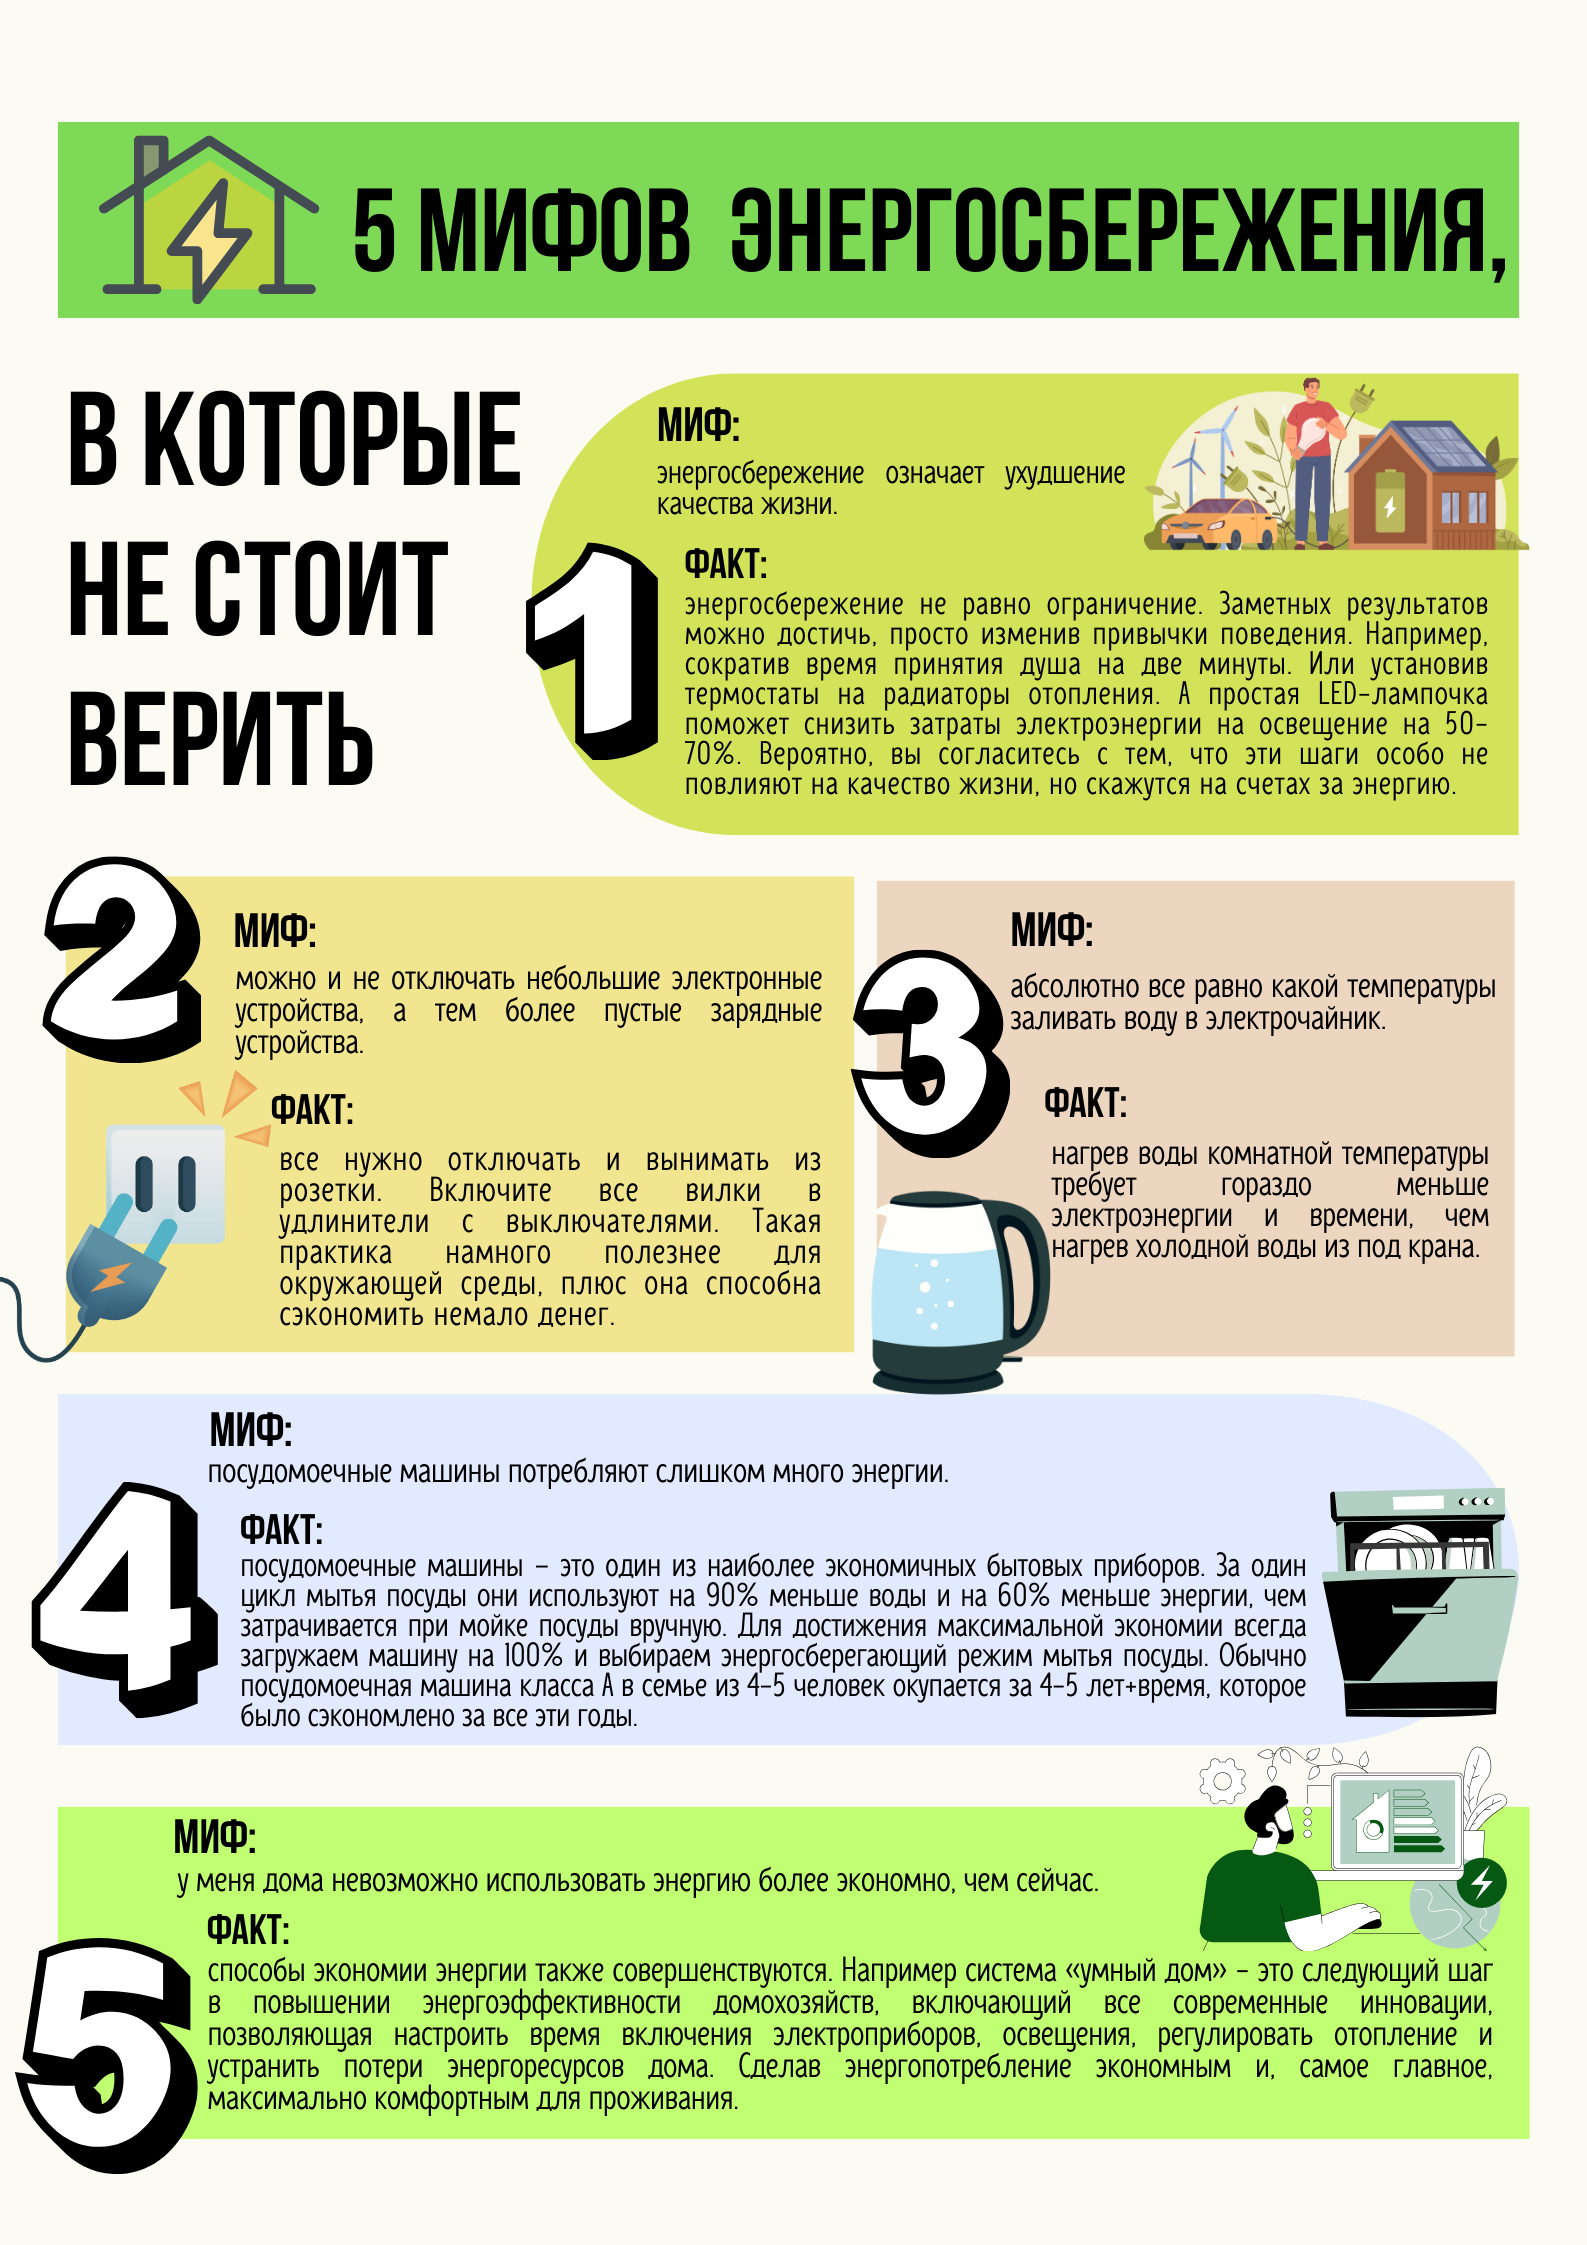 5 МИФОВ ЭНЕРГОСБЕРЕЖЕНИЯ,
В КОТОРЫЕ
НЕ СТОИТ
ВЕРИТЬ
1
МИФ:
энергосбережение означает ухудшение
качества жизни.
ФАКТ:
энергосбережение не равно ограничение. Заметных результатов
можно достичь, просто изменив привычки поведения. Например,
сократив время принятия душа на две минуты. Или установив
термостаты на радиаторы отопления. А простая LED-лампочка
поможет снизить затраты электроэнергии на освещение на 50-
70%. Вероятно, вы согласитесь с тем, что эти шаги особо не
повлияют на качество жизни, но скажутся на счетах за энергию.
2
МИФ:
можно и не отключать небольшие электронные
устройства, а тем более пустые зарядные
устройства.
ФАКТ:
все нужно отключать и вынимать из
розетки. Включите все вилки в
удлинители с выключателями. Такая
практика намного полезнее для
окружающей среды, плюс она способна
сэкономить немало денег.
3
МИФ:
абсолютно все равно какой температуры
заливать воду в электрочайник.
ФАКТ:
нагрев воды комнатной температуры
требует гораздо меньше
электроэнергии и времени, чем
нагрев холодной воды из под крана.
4
МИФ:
посудомоечные машины потребляют слишком много энергии.
ФАКТ:
посудомоечные машины – это один из наиболее экономичных бытовых приборов. За один
цикл мытья посуды они используют на 90% меньше воды и на 60% меньше энергии, чем
затрачивается при мойке посуды вручную. Для достижения максимальной экономии всегда
загружаем машину на 100% и выбираем энергосберегающий режим мытья посуды. Обычно
посудомоечная машина класса А в семье из 4-5 человек окупается за 4-5 лет+время, которое
было сэкономлено за все эти годы.
5
МИФ:
у меня дома невозможно использовать энергию более экономно, чем сейчас.
ФАКТ:
способы экономии энергии также совершенствуются. Например система «умный дом» – это следующий шаг
в повышении энергоэффективности домохозяйств, включающий все современные инновации,
позволяющая настроить время включения электроприборов, освещения, регулировать отопление и
устранить потери энергоресурсов дома. Сделав энергопотребление экономным и, самое главное,
максимально комфортным для проживания.